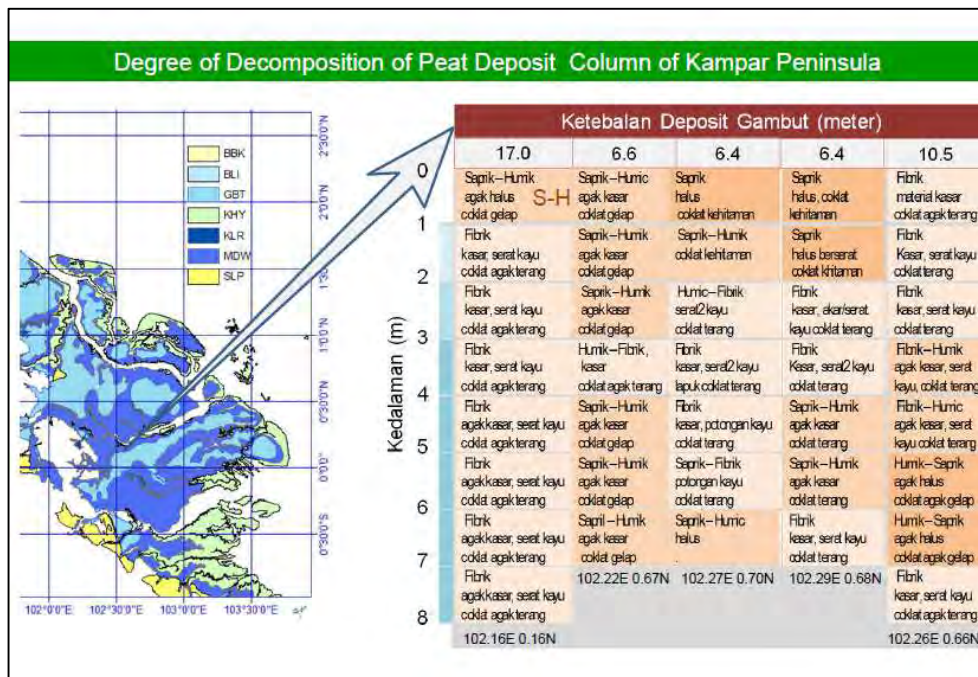 Degree of Decomposition of Peat Deposit Column of Kampar Peninsula
BBK
BLI
GBT
KHY
KLR
MDW
SLP
2°30'0"N
2°0'0"N
1°30'0"N
1°0'0"N
0°30'0"N
0°0'0"N
0°30'0"S
102°0'0"E 102°30'0"E 103°0'0"E 103°30'0"E
Kedalaman (m)
0
1
2
3
4
5
6
7
8
Ketebalan Deposit Gambut (meter)
17.0 6.6 6.4 6.4 10.5
Saprik – Humik
agak halus
coklat gelap
S-H
Saprik – Humic
agak kasar
coklat gelap
Saprik
halus
coklat kehitaman
Saprik
halus, coklat
kehitaman
Fibrik
material kasar
coklat agak terang
Fibrik
kasar, serat kayu
coklat agak terang
Saprik – Humik
agak kasar
coklat gelap
Saprik – Humik
coklat kehitaman
Saprik
halus berserat
coklat khitaman
Fibrik
Kasar, serat kayu
coklat terang
Fibrik
kasar, serat kayu
coklat agak terang
Saprik – Humik
agak kasar
coklat gelap
Humic – Fibrik
serat2 kayu
coklat terang
Fibrik
kasar, akar/serat
kayu coklat terang
Fibrik
kasar, serat kayu
coklat terang
Fibrik
kasar, serat kayu
coklat agak terang
Humik – Fibrik,
kasar
coklat agak terang
Fibrik
kasar, serat2 kayu
lapuk coklat terang
Fibrik
Kasar, serat2 kayu
coklat terang
Fibrik – Humik
agak kasar, serat
kayu, coklat terang
Fibrik
agak kasar, serat kayu
coklat agak terang
Saprik – Humik
agak kasar
coklat gelap
Fibrik
kasar, potongan kayu
coklat terang
Saprik – Humik
agak kasar
coklat terang
Fibrik – Humic
agak kasar, serat
kayu coklat terang
Fibrik
agak kasar, serat kayu
coklat agak terang
Saprik – Humik
agak kasar
coklat gelap
Saprik – Fibrik
potongan kayu
coklat terang
Saprik – Humik
agak kasar
coklat terang
Humik – Saprik
agak halus
coklat agak gelap
Fibrik
agak kasar, serat kayu
coklat agak terang
Sapril – Humik
agak kasar
coklat gelap
Saprik – Humic
halus
.
Fibrik
kasar, serat kayu
coklat terang
Humik – Saprik
agak halus
coklat agak gelap
Fibrik
agak kasar, serat kayu
coklat agak terang
102.22E 0.67N 102.27E 0.70N 102.29E 0.68N
Fibrik
kasar, serat kayu
coklat agak terang
102.16E 0.16N
102.26E 0.66N